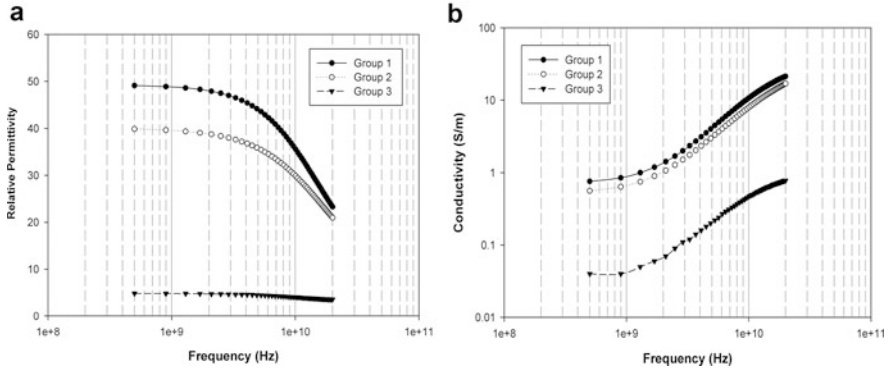 a
60
50
40
30
20
10
0
Relative Permittivity
Group 1
Group 2
Group 3
1e+8
1e+9
1e+10
1e+11
Frequency (Hz)
b
100
10
1
0.1
0.01
Conductivity (S/m)
Group 1
Group 2
Group 3
1e+8
1e+9
1e+10
1e+11
Frequency (Hz)